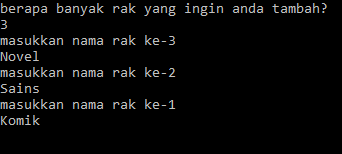 berapa banyak rak yang ingin anda tambah?
3
masukkan nama rak ke-3
Novel
masukkan nama rak ke-2
Sains
masukkan nama rak ke-1
Komik